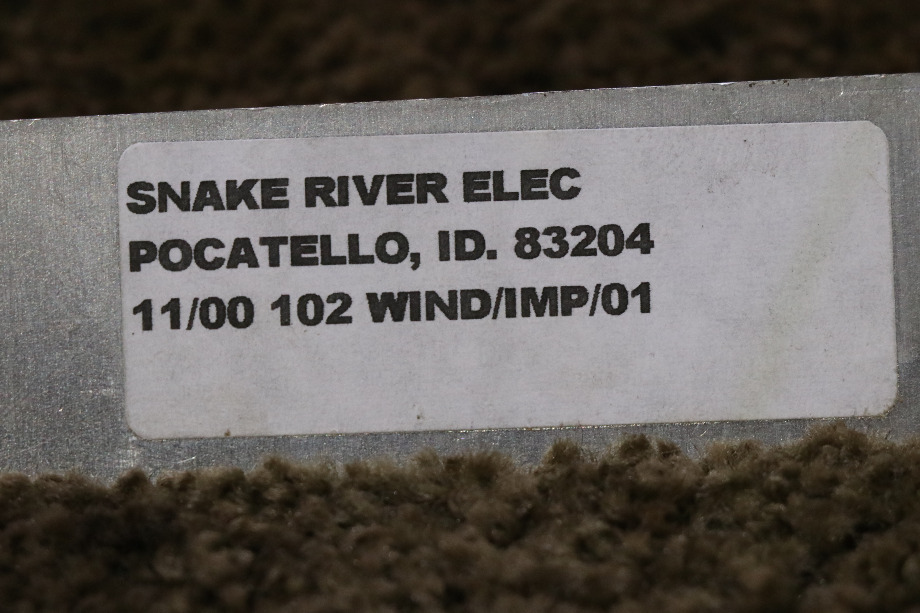 SNAKE RIVER ELEC
POCATELLO, ID. 83204
11/00 102 WIND/IMP/01